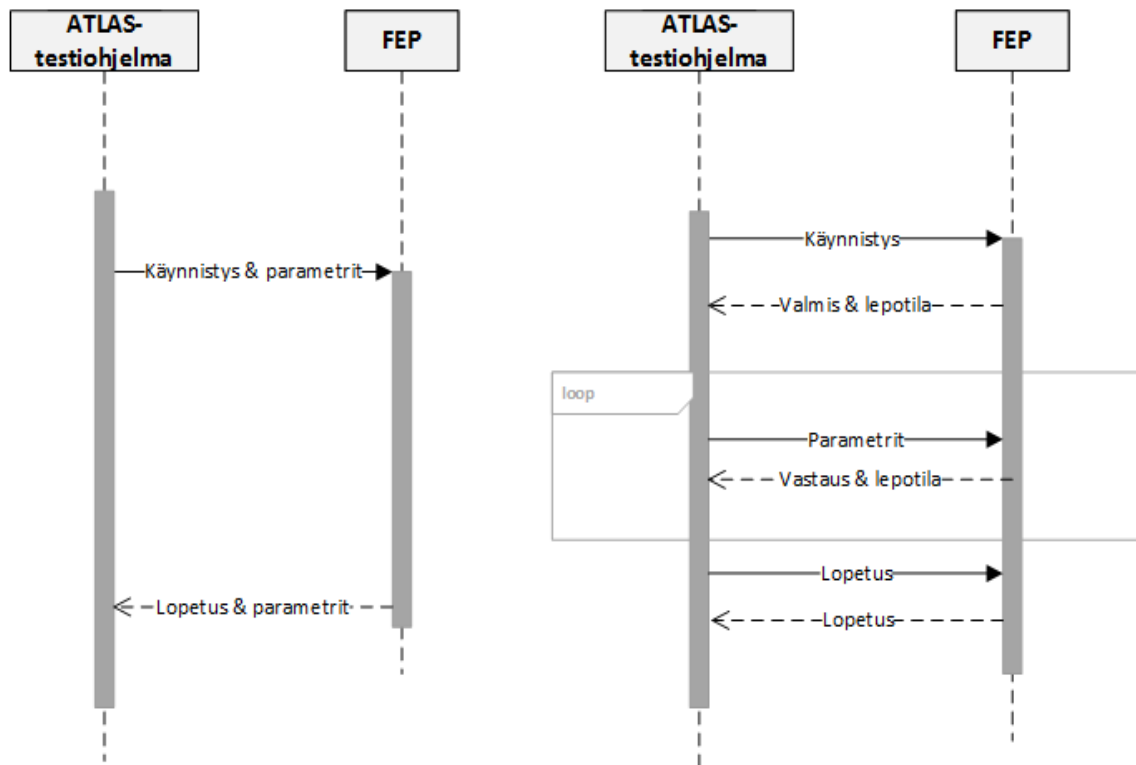 ATLAS-
testiohjelma
FEP
Käynnistys & parametrit
Lopetus & parametrit
ATLAS-
testiohjelma
FEP
Käynnistys
Valmis & lepotila
loop
Parametrit
Vastaus & lepotila
Lopetus
Lopetus